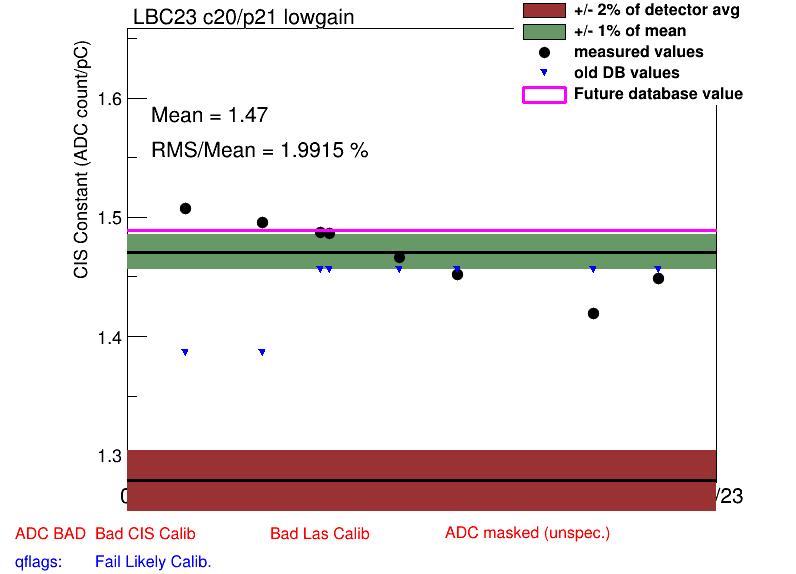 LBC23 c20/p21 lowgain
+/- 2% of detector avg
+/- 1% of mean
measured values
old DB values
Future database value
CIS Constant (ADC count/pC)
Mean = 1.47
RMS/Mean = 1.9915 %
1.6
1.5
1.4
1.3
/23
ADC BAD Bad CIS Calib Bad Las Calib ADC masked (unspec.)
qflags: Fail Likely Calib.